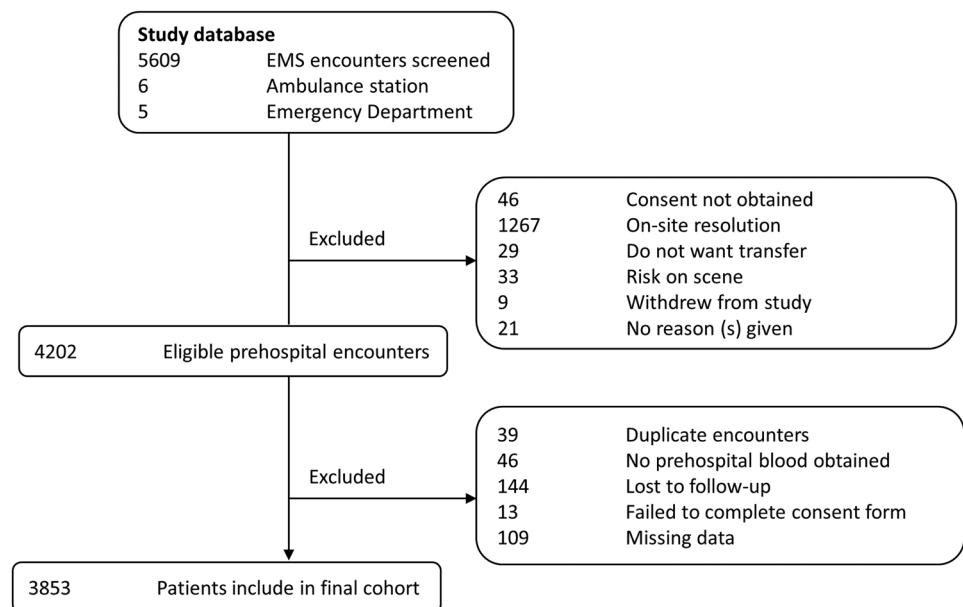 Study database
5609 EMS encounters screened
6 Ambulance station
5 Emergency Department
Excluded
46 Consent not obtained
1267 On-site resolution
29 Do not want transfer
33 Risk on scene
9 Withdrew from study
21 No reason (s) given
4202 Eligible prehospital encounters
Excluded
39 Duplicate encounters
46 No prehospital blood obtained
144 Lost to follow-up
13 Failed to complete consent form
109 Missing data
3853 Patients include in final cohort